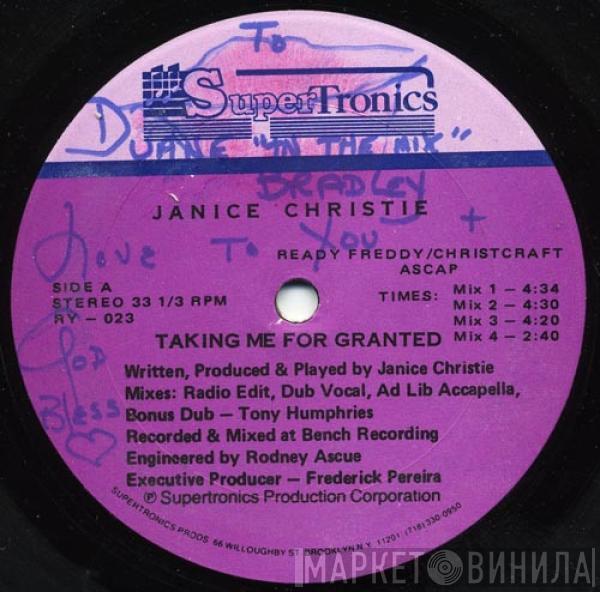 To
SuperTronics
DUANE "IN THE MIX"
BRADLEY
JANICE CHRISTIE
Love To You +
God
Bless
READY FREDDY/CHRISTCRAFT
ASCAP
SIDE A
STEREO 33 1/3 RPM
RY – 023
TIMES: Mix 1 – 4:34
Mix 2 – 4:30
Mix 3 – 4:20
Mix 4 – 2:40
TAKING ME FOR GRANTED
Written, Produced & Played by Janice Christie
Mixes: Radio Edit, Dub Vocal, Ad Lib Accapella,
Bonus Dub – Tony Humphries
Recorded & Mixed at Bench Recording
Engineered by Rodney Ascue
Executive Producer – Frederick Pereira
℗ Supertronics Production Corporation
SUPERTRONICS PRODS 66 WILLOUGHBY ST. BROOKLYN N.Y. 11201 (718) 330-0950
МАРКЕТ ВИНИЛА